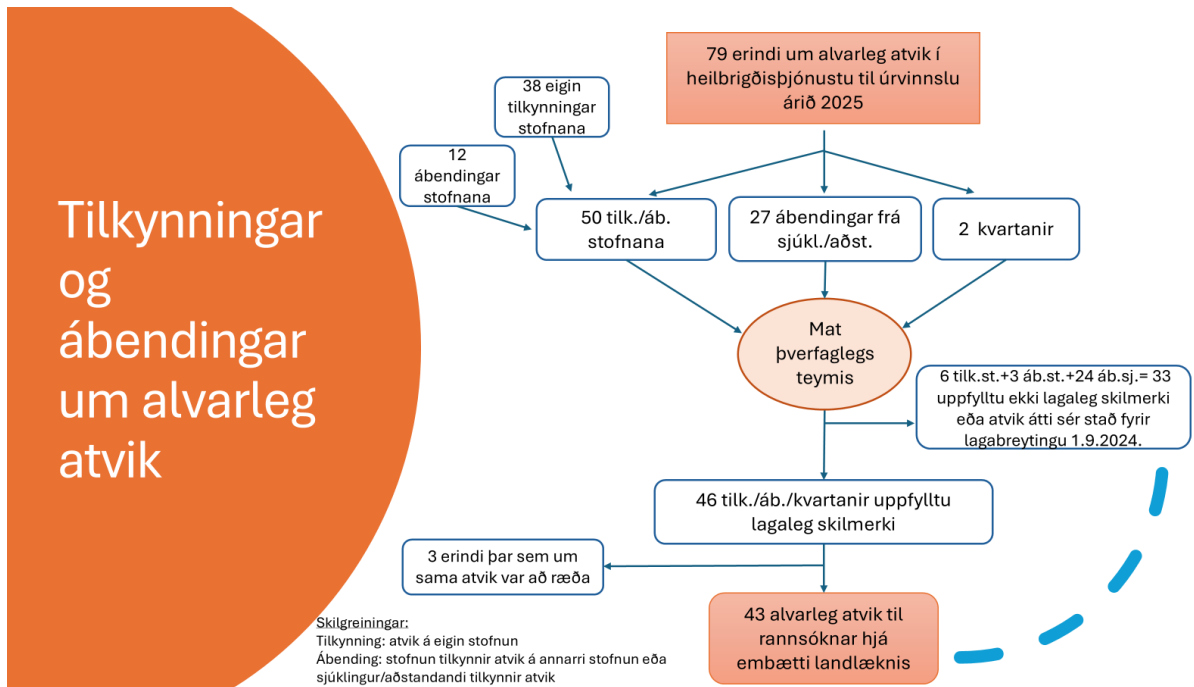 Tilkynningar
og
ábendingar
um alvarleg
atvik
79 erindi um alvarleg atvik í
heilbrigðisþjónustu til úrvinnslu
árið 2025
38 eigin
tilkynningar
stofnana
12
ábendingar
stofnana
50 tilk./áb.
stofnana
27 ábendingar frá
sjúkl./aðst.
2 kvartanir
Mat
þverfaglegs
teymis
6 tilk.st.+3 áb.st.+24 áb.sj.= 33
uppfylltu ekki lagaleg skilmerki
eða atvik átti sér stað fyrir
lagabreytingu 1.9.2024.
46 tilk./áb./kvartanir uppfylltu
lagaleg skilmerki
3 erindi þar sem um
sama atvik var að ræða
43 alvarleg atvik til
rannsóknar hjá
embætti landlæknis
Skilgreiningar:
Tilkynning: atvik á eigin stofnun
Ábending: stofnun tilkynnir atvik á annarri stofnun eða
sjúklingur/aðstandandi tilkynnir atvik